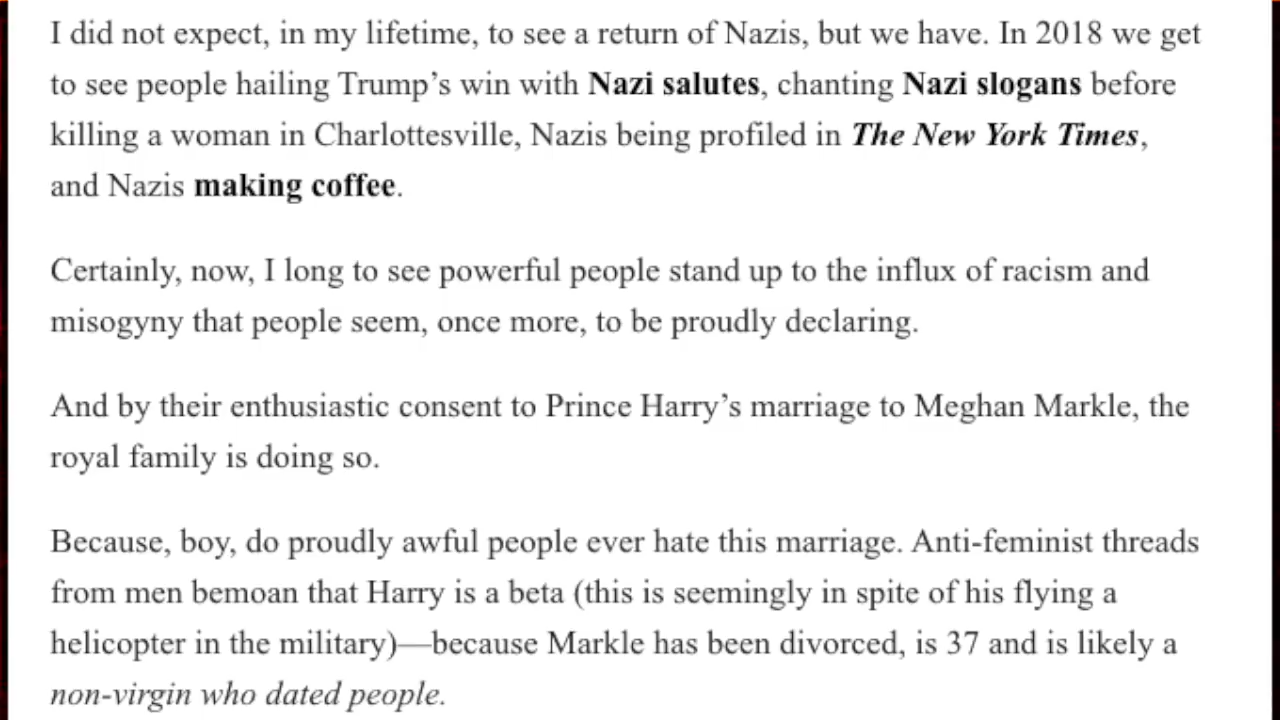 I did not expect, in my lifetime, to see a return of Nazis, but we have. In 2018 we get
to see people hailing Trump’s win with Nazi salutes, chanting Nazi slogans before
killing a woman in Charlottesville, Nazis being profiled in The New York Times,
and Nazis making coffee.
Certainly, now, I long to see powerful people stand up to the influx of racism and
misogyny that people seem, once more, to be proudly declaring.
And by their enthusiastic consent to Prince Harry’s marriage to Meghan Markle, the
royal family is doing so.
Because, boy, do proudly awful people ever hate this marriage. Anti-feminist threads
from men bemoan that Harry is a beta (this is seemingly in spite of his flying a
helicopter in the military)—because Markle has been divorced, is 37 and is likely a
non-virgin who dated people.